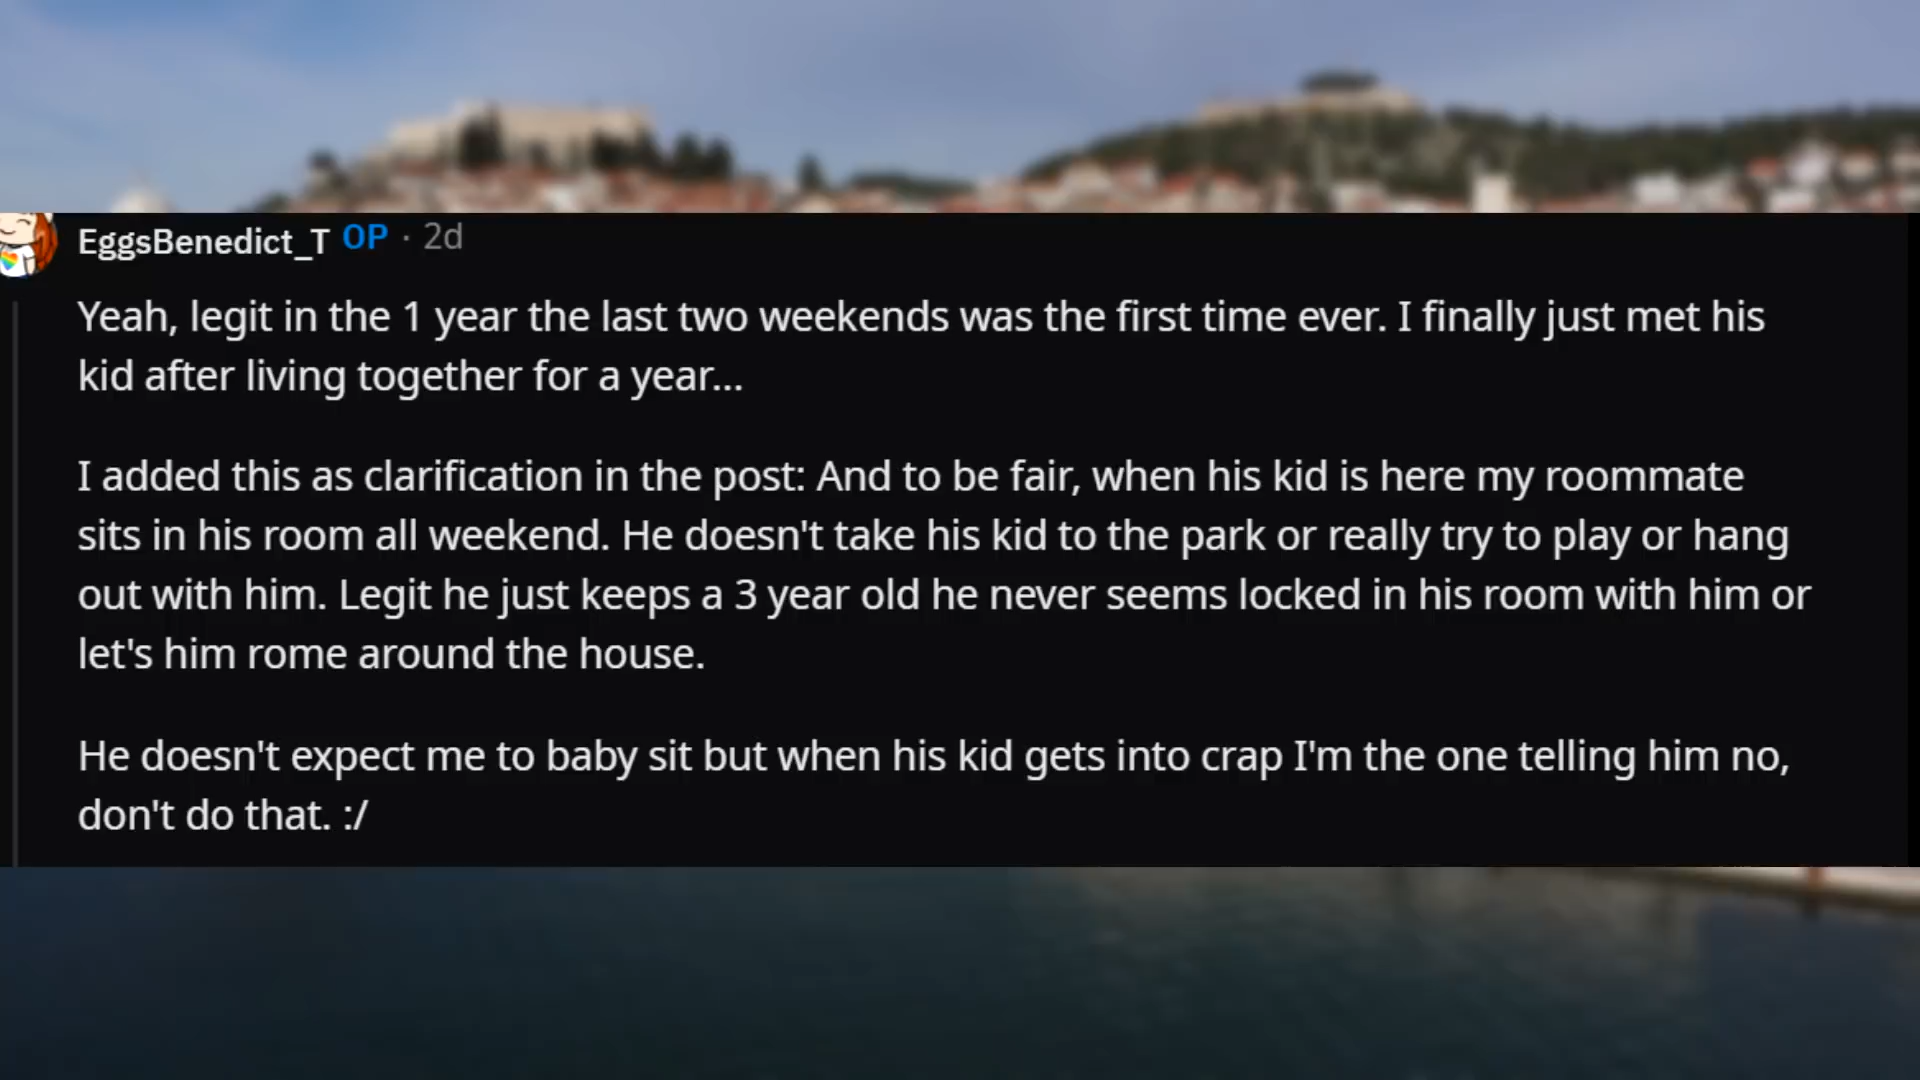 EggsBenedict_T OP · 2d
Yeah, legit in the 1 year the last two weekends was the first time ever. I finally just met his
kid after living together for a year...
I added this as clarification in the post: And to be fair, when his kid is here my roommate
sits in his room all weekend. He doesn't take his kid to the park or really try to play or hang
out with him. Legit he just keeps a 3 year old he never seems locked in his room with him or
let's him rome around the house.
He doesn't expect me to baby sit but when his kid gets into crap I'm the one telling him no,
don't do that. :/